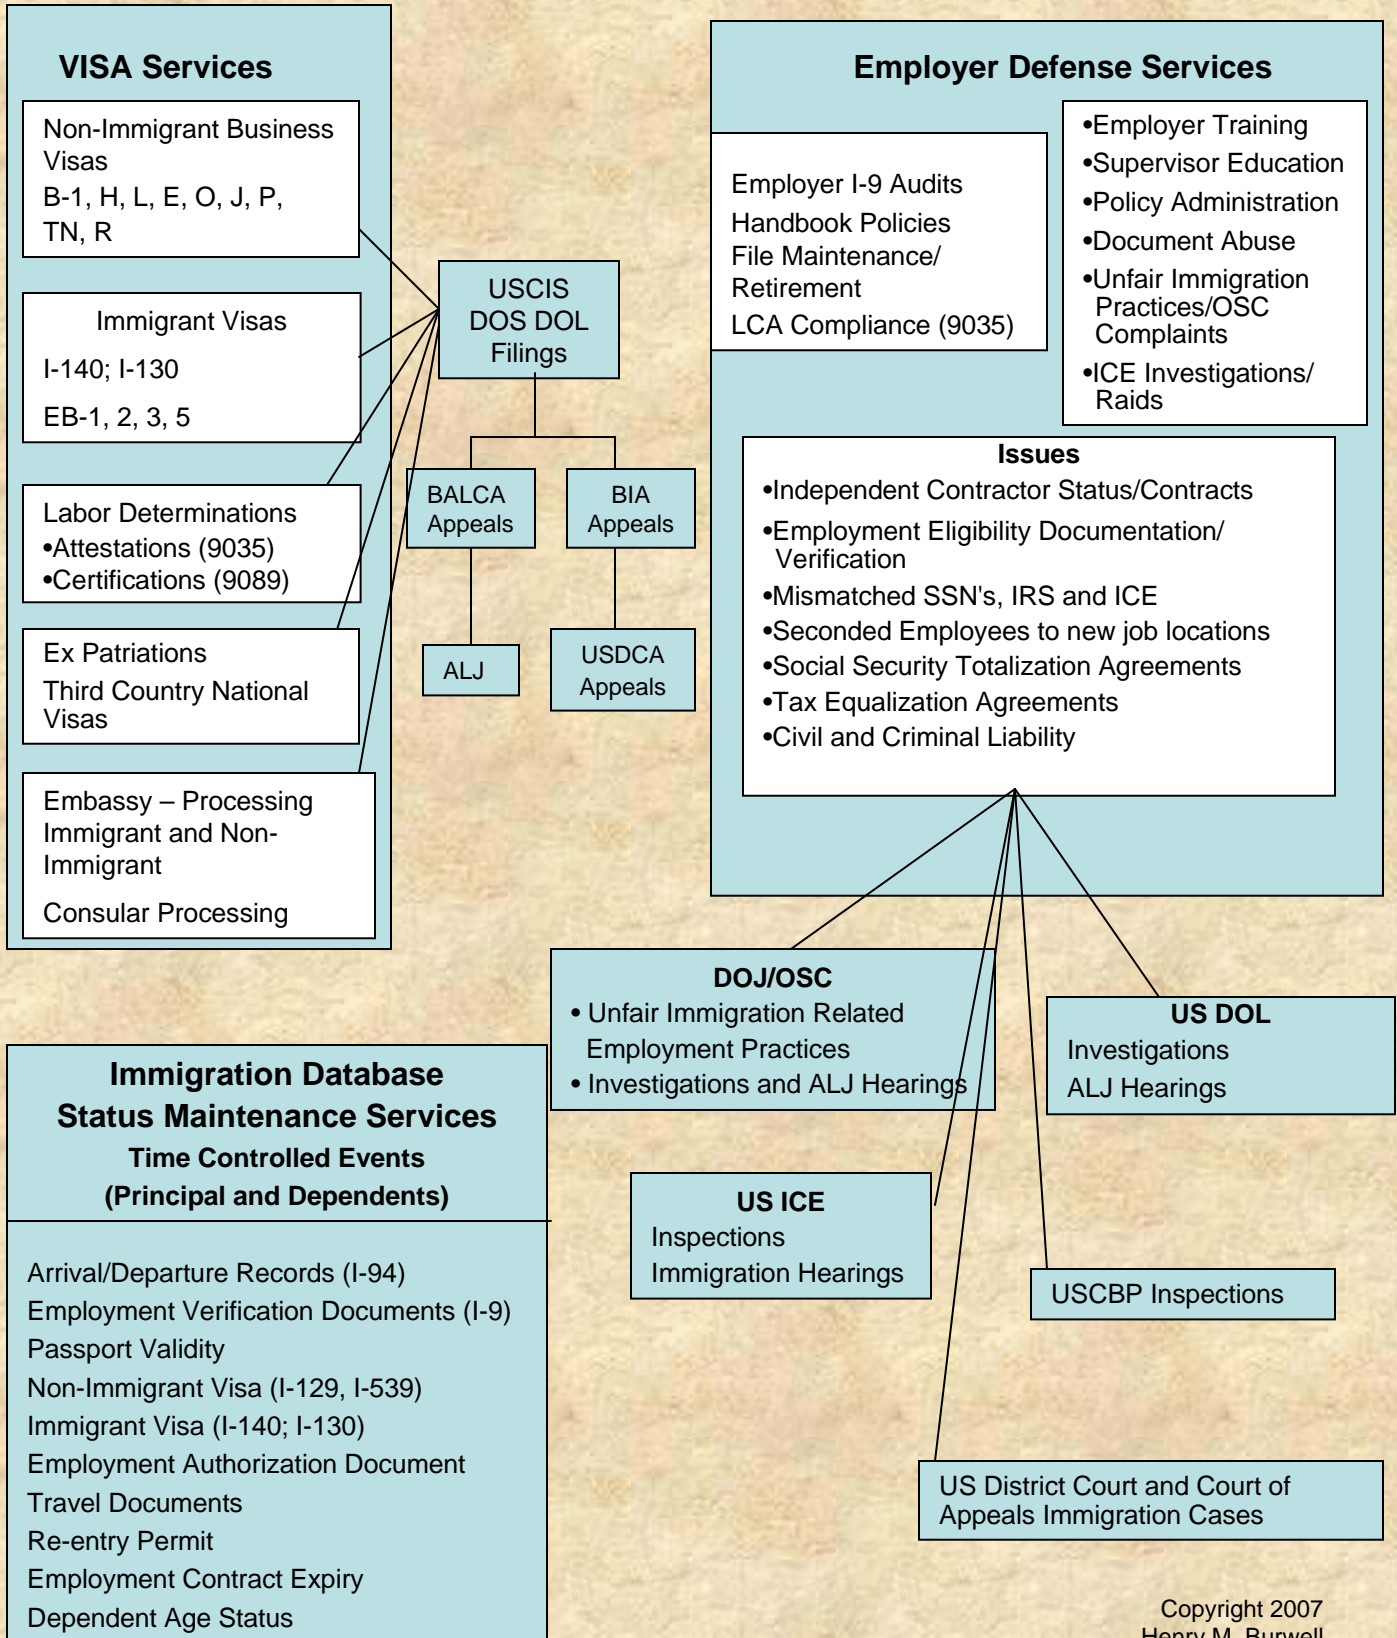 VISA Services
Non-Immigrant Business
Visas
B-1, H, L, E, O, J, P,
TN, R
Immigrant Visas
I-140; I-130
EB-1, 2, 3, 5
Labor Determinations
•Attestations (9035)
•Certifications (9089)
Ex Patriations
Third Country National
Visas
Embassy – Processing
Immigrant and Non-
Immigrant
Consular Processing
USCIS
DOS DOL
Filings
BALCA
Appeals
BIA
Appeals
ALJ
USDCA
Appeals
Employer Defense Services
Employer I-9 Audits
Handbook Policies
File Maintenance/
Retirement
LCA Compliance (9035)
•Employer Training
•Supervisor Education
•Policy Administration
•Document Abuse
•Unfair Immigration
Practices/OSC
Complaints
•ICE Investigations/
Raids
Issues
•Independent Contractor Status/Contracts
•Employment Eligibility Documentation/
Verification
•Mismatched SSN's, IRS and ICE
•Seconded Employees to new job locations
•Social Security Totalization Agreements
•Tax Equalization Agreements
•Civil and Criminal Liability
DOJ/OSC
• Unfair Immigration Related
Employment Practices
• Investigations and ALJ Hearings
US DOL
Investigations
ALJ Hearings
US ICE
Inspections
Immigration Hearings
USCBP Inspections
US District Court and Court of
Appeals Immigration Cases
Immigration Database
Status Maintenance Services
Time Controlled Events
(Principal and Dependents)
Arrival/Departure Records (I-94)
Employment Verification Documents (I-9)
Passport Validity
Non-Immigrant Visa (I-129, I-539)
Immigrant Visa (I-140; I-130)
Employment Authorization Document
Travel Documents
Re-entry Permit
Employment Contract Expiry
Dependent Age Status
Copyright 2007
Henry M. Burwell